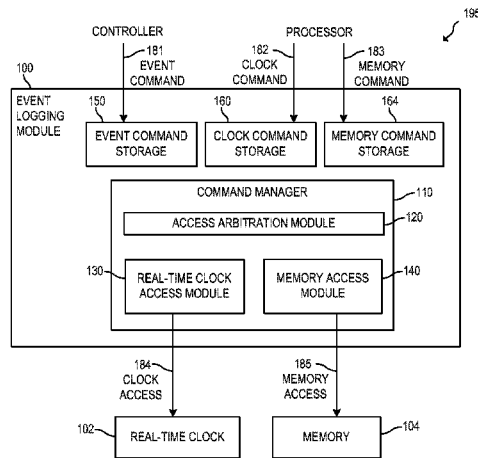 195
CONTROLLER
PROCESSOR
181
EVENT
COMMAND
182
CLOCK
COMMAND
183
MEMORY
COMMAND
100
EVENT
LOGGING
MODULE
150
EVENT COMMAND
STORAGE
160
CLOCK COMMAND
STORAGE
164
MEMORY COMMAND
STORAGE
COMMAND MANAGER
110
ACCESS ARBITRATION MODULE
120
130
REAL-TIME CLOCK
ACCESS MODULE
140
MEMORY ACCESS
MODULE
184
CLOCK
ACCESS
185
MEMORY
ACCESS
102
REAL-TIME CLOCK
MEMORY
104